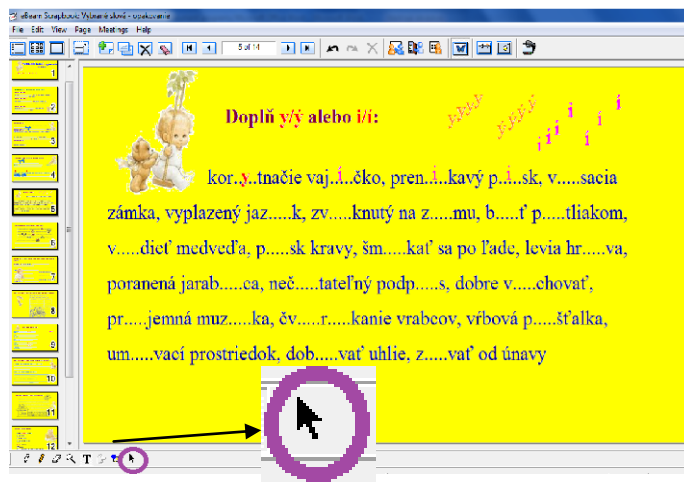 eBeam Scrapbook: Vybrané slová - opakovanie
File Edit View Page Meetings Help
5 of 14
Doplň y/ý alebo i/í:
y y y y
ý ý ý ý
i i i i
í í í
kor..y..tnačie vaj..í..čko, pren..i..kavý p..i..sk, v.....sacia
zámka, vyplazený jaz.....k, zv.....knutý na z.....mu, b.....ť p.....tliakom,
v.....dieť medveďa, p.....sk kravy, šm.....kať sa po ľade, levia hr.....va,
poranená jarab.....ca, neč.....tateľný podp.....s, dobre v.....chovať,
pr.....jemná muz.....ka, čv.....r.....kanie vrabcov, vŕbová p.....šťalka,
um.....vací prostriedok, dob.....vať uhlie, z.....vať od únavy
1
2
3
4
5
6
7
8
9
10
11
12
T